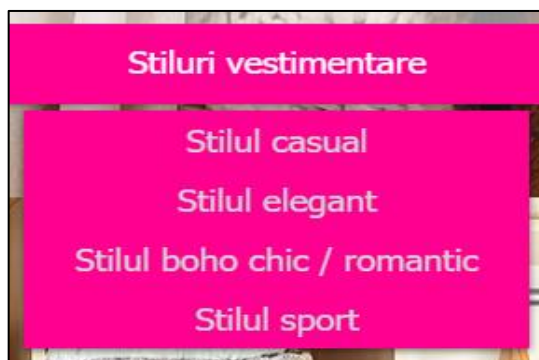 Stiluri vestimentare
Stilul casual
Stilul elegant
Stilul boho chic / romantic
Stilul sport